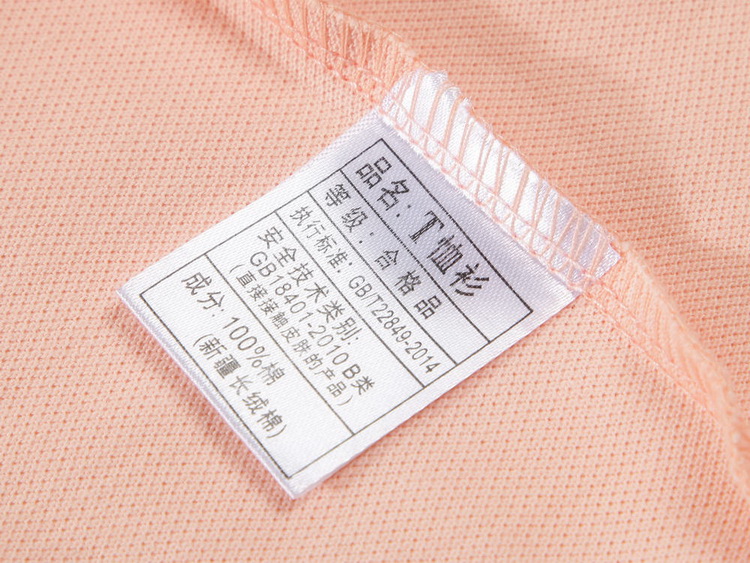 品名: T恤衫
等级: 合格品
执行标准: GB/T22849-2014
安全技术类别:
GB 18401-2010 B类
(直接接触皮肤的产品)
成分: 100%棉
(新疆长绒棉)